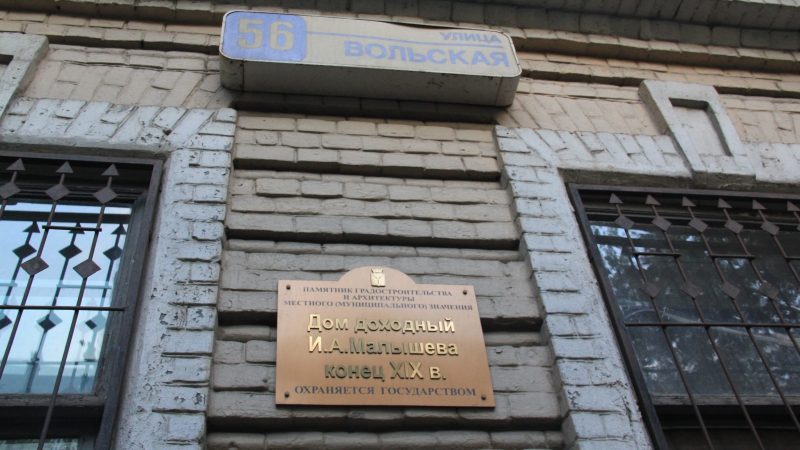 56
УЛИЦА
ВОЛЬСКАЯ
ПАМЯТНИК ГРАДОСТРОИТЕЛЬСТВА
И АРХИТЕКТУРЫ
МЕСТНОГО (МУНИЦИПАЛЬНОГО) ЗНАЧЕНИЯ
Дом доходный
И.А.Малышева
конец XIX в.
ОХРАНЯЕТСЯ ГОСУДАРСТВОМ